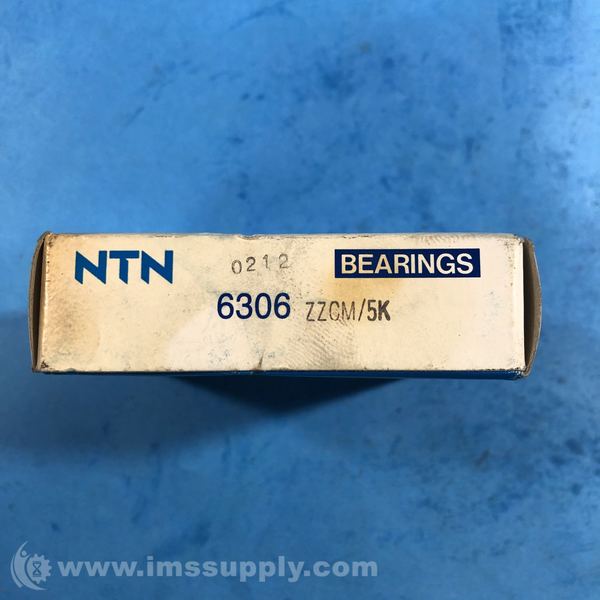 NTN 0212 BEARINGS
6306 ZZCM/5K
www.imssupply.com